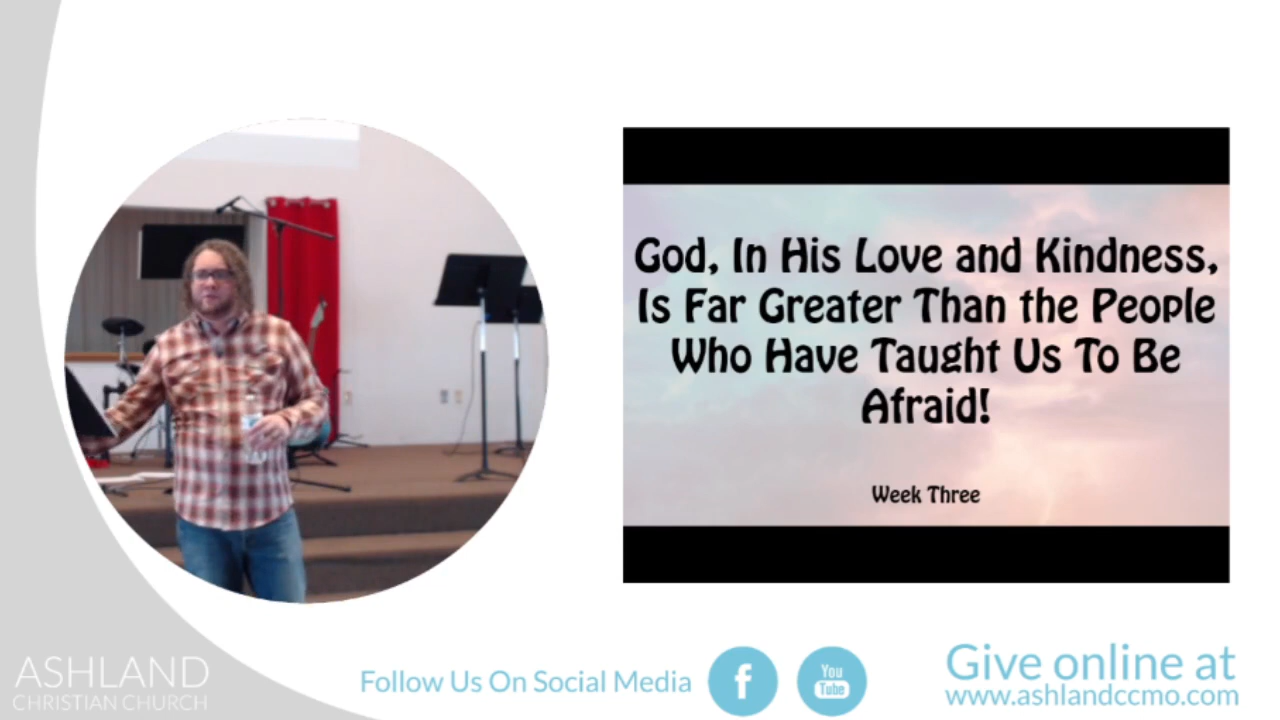 God, In His Love and Kindness,
Is Far Greater Than the People
Who Have Taught Us To Be
Afraid!
Week Three
ASHLAND
CHRISTIAN CHURCH
Follow Us On Social Media
f
You
Tube
Give online at
www.ashlandccmo.com